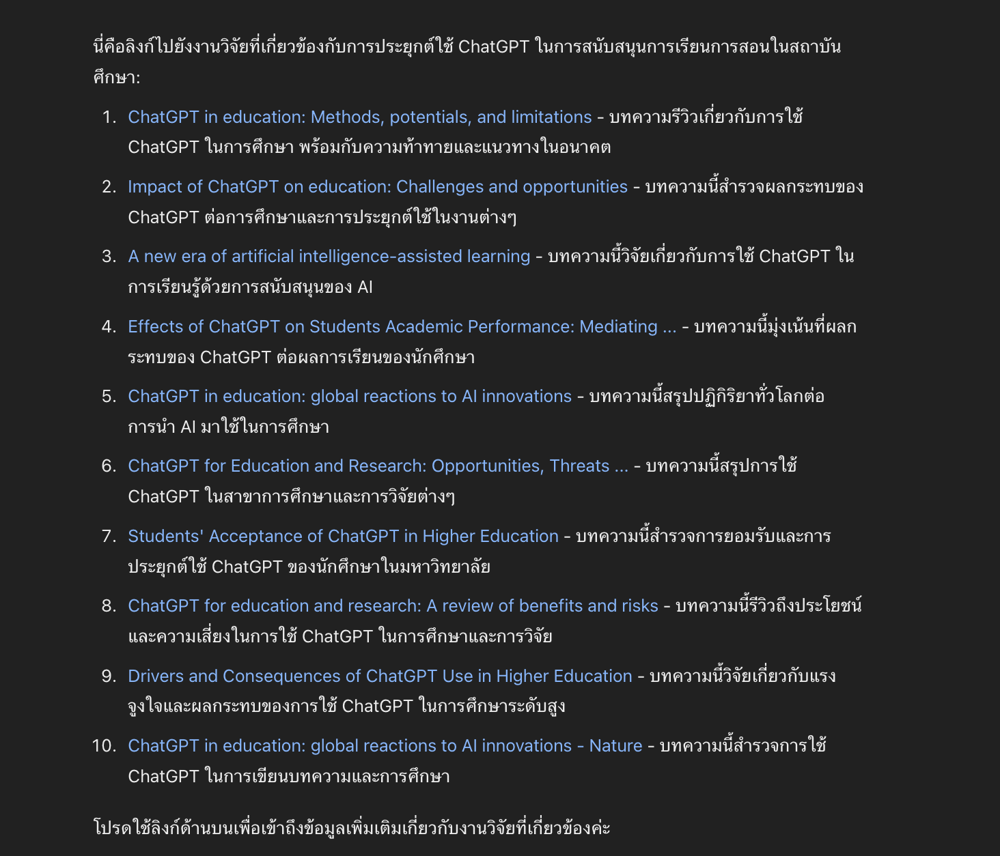 นี่คือลิงก์ไปยังงานวิจัยที่เกี่ยวข้องกับการประยุกต์ใช้ ChatGPT ในการสนับสนุนการเรียนการสอนในสถาบัน
ศึกษา:
1. ChatGPT in education: Methods, potentials, and limitations - บทความรีวิวเกี่ยวกับการใช้
ChatGPT ในการศึกษา พร้อมกับความท้าทายและแนวทางในอนาคต
2. Impact of ChatGPT on education: Challenges and opportunities - บทความนี้สำรวจผลกระทบของ
ChatGPT ต่อการศึกษาและการประยุกต์ใช้ในงานต่างๆ
3. A new era of artificial intelligence-assisted learning - บทความนี้วิจัยเกี่ยวกับการใช้ ChatGPT ใน
การเรียนรู้ด้วยการสนับสนุนของ AI
4. Effects of ChatGPT on Students Academic Performance: Mediating ... - บทความนี้มุ่งเน้นที่ผลก
ระทบของ ChatGPT ต่อผลการเรียนของนักศึกษา
5. ChatGPT in education: global reactions to AI innovations - บทความนี้สรุปปฏิกิริยาทั่วโลกต่อ
การนำ AI มาใช้ในการศึกษา
6. ChatGPT for Education and Research: Opportunities, Threats ... - บทความนี้สรุปการใช้
ChatGPT ในสาขาการศึกษาและการวิจัยต่างๆ
7. Students' Acceptance of ChatGPT in Higher Education - บทความนี้สำรวจการยอมรับและการ
ประยุกต์ใช้ ChatGPT ของนักศึกษาในมหาวิทยาลัย
8. ChatGPT for education and research: A review of benefits and risks - บทความนี้รีวิวถึงประโยชน์
และความเสี่ยงในการใช้ ChatGPT ในการศึกษาและการวิจัย
9. Drivers and Consequences of ChatGPT Use in Higher Education - บทความนี้วิจัยเกี่ยวกับแรง
จูงใจและผลกระทบของการใช้ ChatGPT ในการศึกษาระดับสูง
10. ChatGPT in education: global reactions to AI innovations - Nature - บทความนี้สำรวจการใช้
ChatGPT ในการเขียนบทความและการศึกษา
โปรดใช้ลิงก์ด้านบนเพื่อเข้าถึงข้อมูลเพิ่มเติมเกี่ยวกับงานวิจัยที่เกี่ยวข้องค่ะ